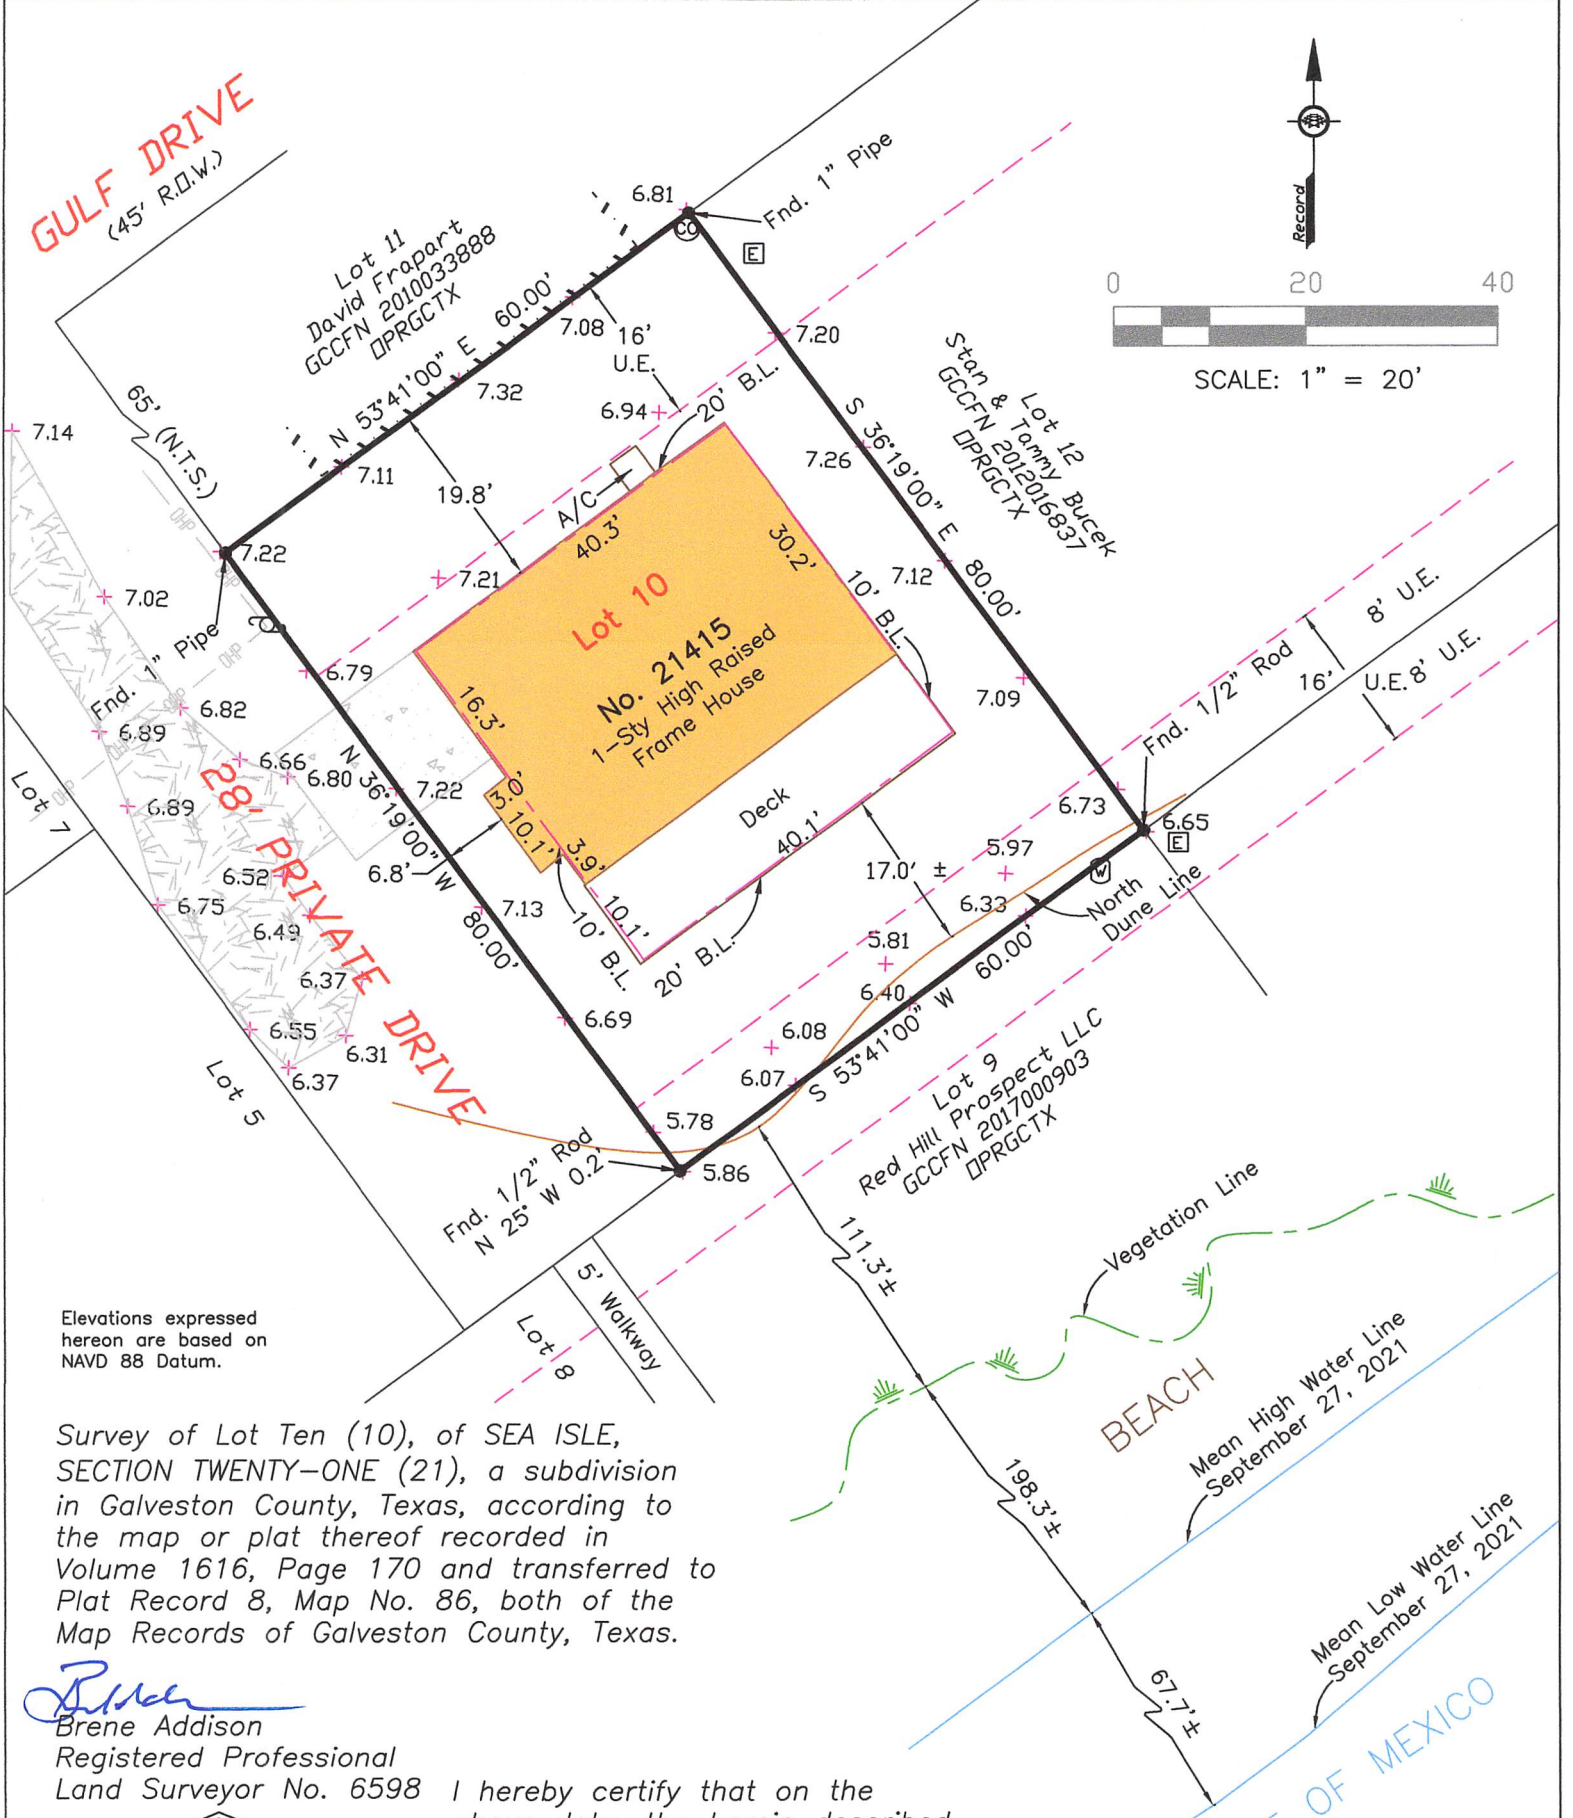 GULF DRIVE
(45' R.O.W.)
Lot 11
David Frapart
GCCFN 2010033888
OPRGCTX
6.81
CO
Fnd. 1" Pipe
E
Record
0 20 40
SCALE: 1" = 20'
N 53°41'00" E 60.00'
7.08
16'
U.E.
7.32
6.94
20' B.L.
7.20
7.11
19.8'
65' (N.T.S.)
7.14
OHP
7.22
OHP
Lot 12
Stan & Tammy Bucek
GCCFN 2012016837
OPRGCTX
S 36°19'00" E 80.00'
7.26
7.12
7.09
A/C
40.3'
30.2'
10' B.L.
7.21
Lot 10
No. 21415
1-Sty High Raised
Frame House
16.3'
3.0'
3.
10.1'
3.9'
10.1'
Deck
40.1'
7.02
Fnd. 1" Pipe
OHP
OHP
OHP
OHP
6.79
6.82
6.89
6.66
6.80
7.22
6.89
N 36°19'00" W 80.00'
6.8'
28' PRIVATE DRIVE
6.52
6.75
6.49
6.37
6.55
6.31
6.37
Lot 7
Lot 5
7.13
10' B.L.
20' B.L.
6.69
17.0' ±
8' U.E.
16'
U.E.
8' U.E.
Fnd. 1/2" Rod
6.73
6.65
E
W
5.97
6.33
North
Dune Line
5.81
6.40
6.08
6.07
S 53°41'00" W 60.00'
5.78
5.86
Fnd. 1/2" Rod
N 25° W 0.2'
Lot 9
Red Hill Prospect LLC
GCCFN 2017000903
OPRGCTX
5' Walkway
Lot 8
111.3'±
Vegetation Line
BEACH
198.3'±
Mean High Water Line
September 27, 2021
Mean Low Water Line
September 27, 2021
67.7'±
OF MEXICO
Elevations expressed
hereon are based on
NAVD 88 Datum.
Survey of Lot Ten (10), of SEA ISLE,
SECTION TWENTY-ONE (21), a subdivision
in Galveston County, Texas, according to
the map or plat thereof recorded in
Volume 1616, Page 170 and transferred to
Plat Record 8, Map No. 86, both of the
Map Records of Galveston County, Texas.
Brene Addison
Registered Professional
Land Surveyor No. 6598
I hereby certify that on the